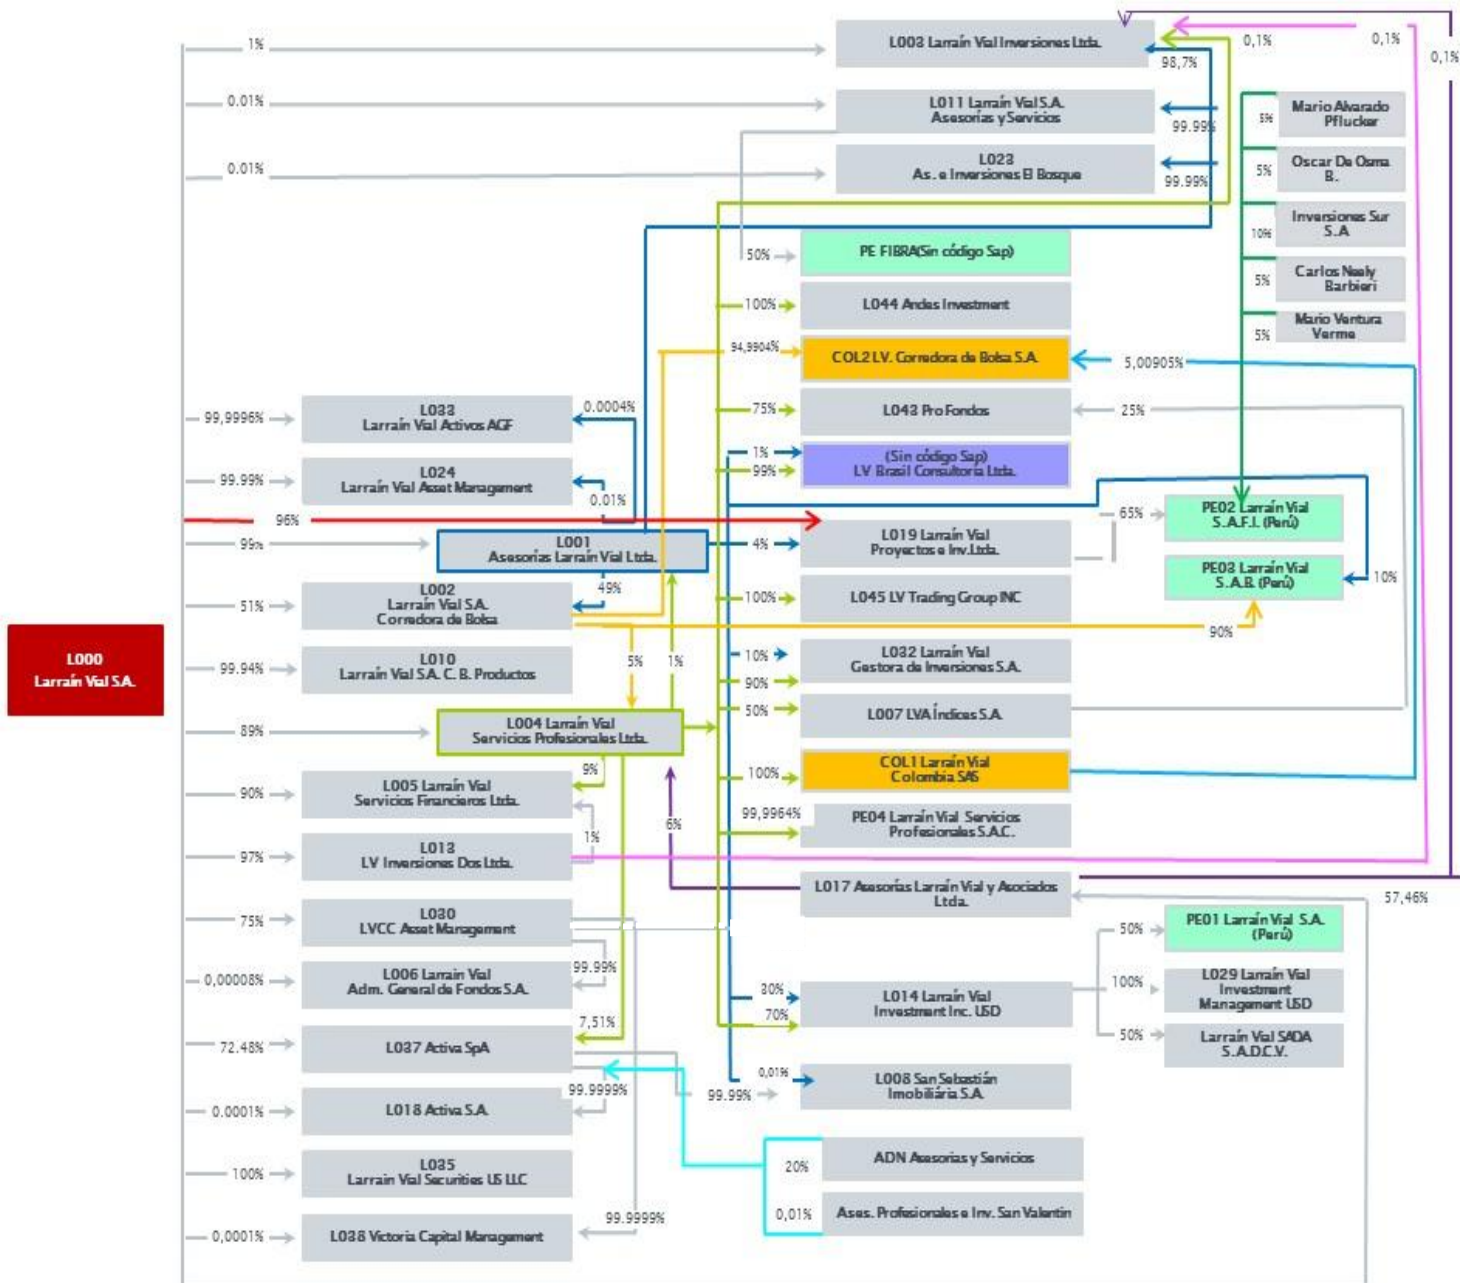 1%
L003 Larraín Vial Inversiones Ltda.
0,1%
0,1%
0,1%
98,7%
0.01%
L011 Larraín Vial S.A.
Asesorías y Servicios
99.99%
0.01%
L023
As. e Inversiones El Bosque
99.99%
5%
Mario Alvarado
Pflucker
5%
Oscar De Osma
B.
10%
Inversiones Sur
S.A
5%
Carlos Neely
Barbieri
5%
Mario Ventura
Verme
50%
PE FIBRA(Sin código Sap)
100%
L044 Andes Investment
94,9904%
COL2 LV. Corredora de Bolsa S.A.
5,00905%
75%
L043 Pro Fondos
25%
1%
99%
(Sin código Sap)
LV Brasil Consultoría Ltda.
99,9996%
L033
Larraín Vial Activos AGF
0.0004%
99.99%
L024
Larraín Vial Asset Management
0.01%
96%
99%
L001
Asesorías Larraín Vial Ltda.
4%
L019 Larraín Vial
Proyectos e Inv.Ltda.
65%
PE02 Larraín Vial
S.A.F.I. (Perú)
PE03 Larraín Vial
S.A.B. (Perú)
10%
49%
51%
L002
Larraín Vial S.A.
Corredora de Bolsa
100%
L045 LV Trading Group INC
90%
L000
Larraín Vial S.A.
99.94%
L010
Larraín Vial S.A. C. B. Productos
5%
1%
10%
90%
L032 Larraín Vial
Gestora de Inversiones S.A.
50%
L007 LVA Índices S.A.
89%
L004 Larraín Vial
Servicios Profesionales Ltda.
100%
COL1 Larraín Vial
Colombia SAS
9%
90%
L005 Larraín Vial
Servicios Financieros Ltda.
1%
6%
99,9964%
PE04 Larraín Vial Servicios
Profesionales S.A.C.
97%
L013
LV Inversiones Dos Ltda.
L017 Asesorías Larraín Vial y Asociados
Ltda.
57,46%
75%
L030
LVCC Asset Management
99.99%
50%
PE01 Larraín Vial S.A.
(Perú)
0,00008%
L006 Larrain Vial
Adm. General de Fondos S.A.
30%
70%
L014 Larraín Vial
Investment Inc. USD
100%
L029 Larraín Vial
Investment
Management USD
50%
Larraín Vial SADA
S.A.D.C.V.
7,51%
72.48%
L037 Activa SpA
99.9999%
99.99%
0,01%
L008 San Sebastián
Imobiliária S.A.
0.0001%
L018 Activa S.A.
100%
L035
Larrain Vial Securities US LLC
20%
ADN Asesorias y Servicios
0,01%
Ases. Profesionales e Inv. San Valentin
99.9999%
0,0001%
L038 Victoria Capital Management